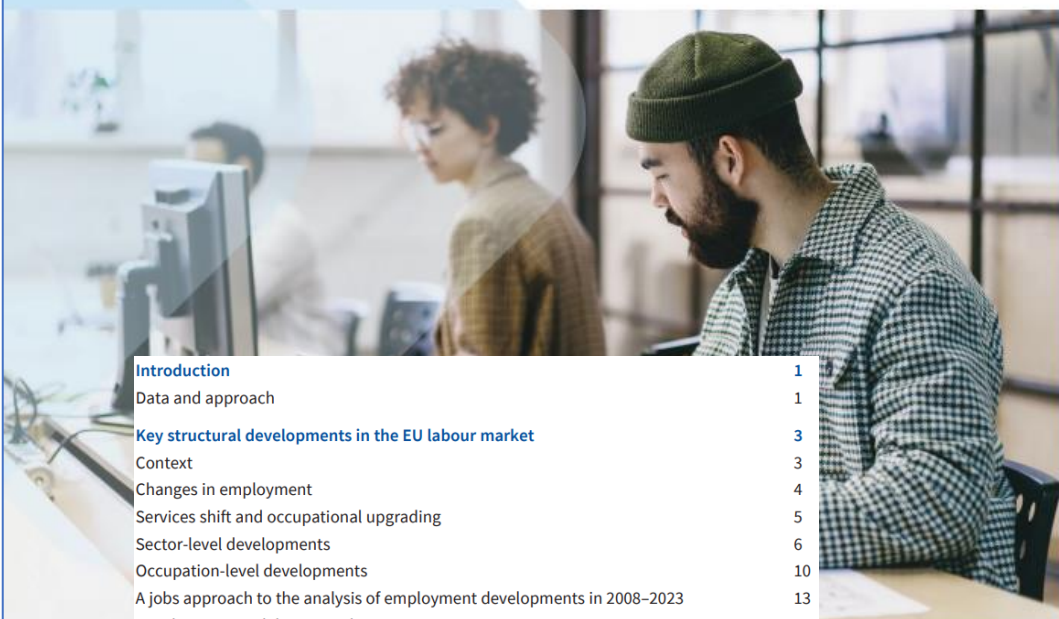 Introduction 1
Data and approach 1
Key structural developments in the EU labour market 3
Context 3
Changes in employment 4
Services shift and occupational upgrading 5
Sector-level developments 6
Occupation-level developments 10
A jobs approach to the analysis of employment developments in 2008–2023 13